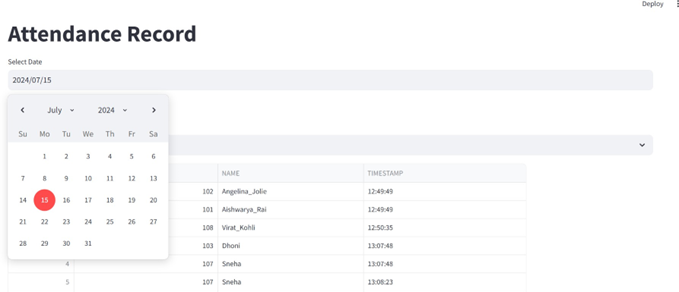 Deploy
Attendance Record
Select Date
2024/07/15
July 2024
Su Mo Tu We Th Fr Sa
1 2 3 4 5 6
7 8 9 10 11 12 13
14 15 16 17 18 19 20
21 22 23 24 25 26 27
28 29 30 31
NAME TIMESTAMP
102 Angelina_Jolie 12:49:49
101 Aishwarya_Rai 12:49:49
108 Virat_Kohli 12:50:35
103 Dhoni 13:07:48
4 107 Sneha 13:07:48
5 107 Sneha 13:08:23